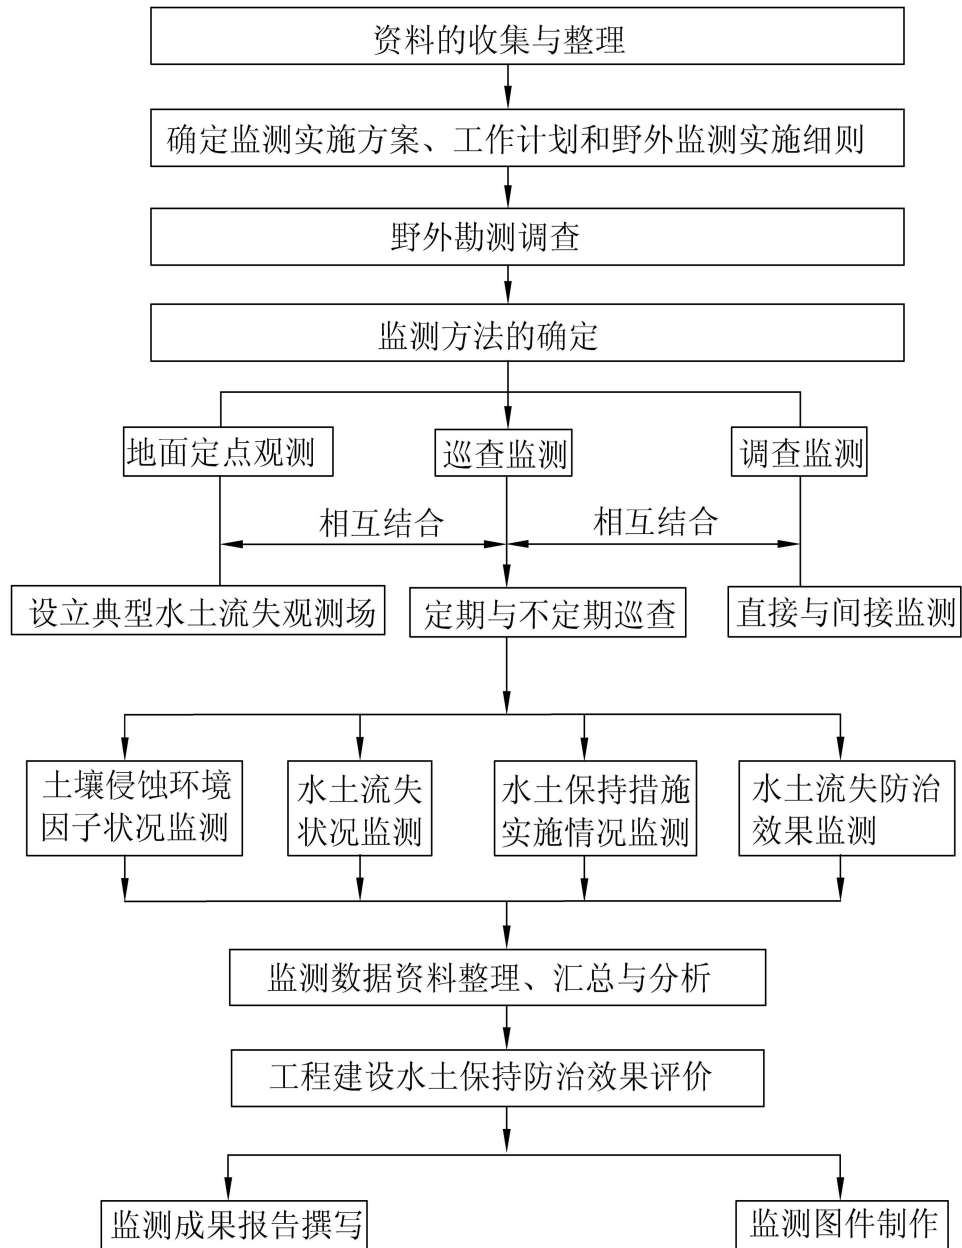 资料的收集与整理
确定监测实施方案、工作计划和野外监测实施细则
野外勘测调查
监测方法的确定
地面定点观测
巡查监测
调查监测
相互结合
相互结合
设立典型水土流失观测场
定期与不定期巡查
直接与间接监测
土壤侵蚀环境
因子状况监测
水土流失
状况监测
水土保持措施
实施情况监测
水土流失防治
效果监测
监测数据资料整理、汇总与分析
工程建设水土保持防治效果评价
监测成果报告撰写
监测图件制作